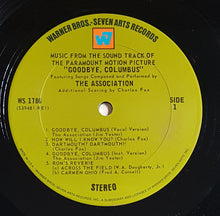 WARNER BROS.-SEVEN ARTS RECORDS
W7
MUSIC FROM THE SOUND TRACK OF
THE PARAMOUNT MOTION PICTURE
"GOODBYE, COLUMBUS"
Featuring Songs Composed and Performed by
THE ASSOCIATION
Additional Scoring by Charles Fox
WS 1786
SIDE
1
1. GOODBYE, COLUMBUS (Vocal Version)
The Association (Jim Yester)
2. HOW WILL I KNOW YOU? (Charles Fox)
3. DARTMOUTH? DARTMOUTH! (Charles Fox)
4. GOODBYE, COLUMBUS (Inst. Version)
The Association (Jim Yester)
5. RON'S REVERIE
(a) ACROSS THE FIELD (W.A. Dougherty, Jr.)
(b) CARMEN OHIO (Fred A. Cornell)
STEREO